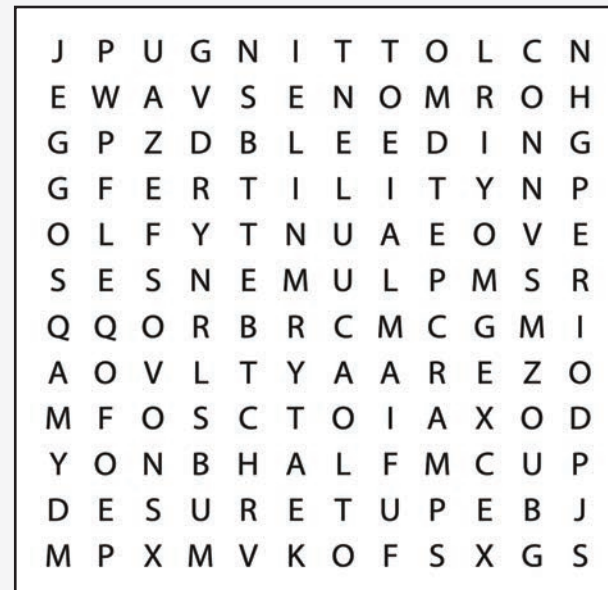 J P U G N I T T O L C N
E W A V S E N O M R O H
G P Z D B L E E D I N G
G F E R T I L I T Y N P
O L F Y T N U A E O V E
S E S N E M U L P M S R
Q Q O R B R C M C G M I
A O V L T Y A A R E Z O
M F O S C T O I A X O D
Y O N B H A L F M C U P
D E S U R E T U P E B J
M P X M V K O F S X G S